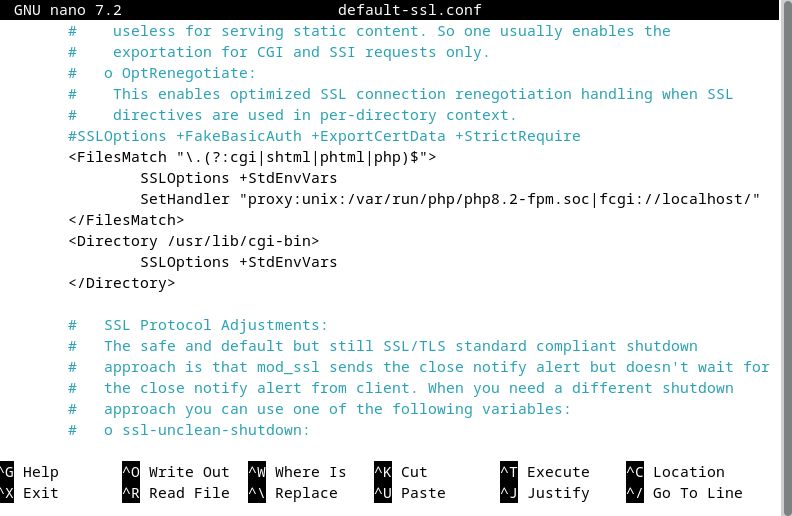 GNU nano 7.2                        default-ssl.conf
#    useless for serving static content. So one usually enables the
#    exportation for CGI and SSI requests only.
#   o OptRenegotiate:
#    This enables optimized SSL connection renegotiation handling when SSL
#    directives are used in per-directory context.
#SSLOptions +FakeBasicAuth +ExportCertData +StrictRequire
<FilesMatch "\.(?:cgi|shtml|phtml|php)$">
        SSLOptions +StdEnvVars
        SetHandler "proxy:unix:/var/run/php/php8.2-fpm.soc|fcgi://localhost/"
</FilesMatch>
<Directory /usr/lib/cgi-bin>
        SSLOptions +StdEnvVars
</Directory>

#   SSL Protocol Adjustments:
#   The safe and default but still SSL/TLS standard compliant shutdown
#   approach is that mod_ssl sends the close notify alert but doesn't wait for
#   the close notify alert from client. When you need a different shutdown
#   approach you can use one of the following variables:
#   o ssl-unclean-shutdown:

^G Help       ^O Write Out  ^W Where Is   ^K Cut        ^T Execute    ^C Location
^X Exit       ^R Read File  ^\ Replace    ^U Paste      ^J Justify    ^/ Go To Line